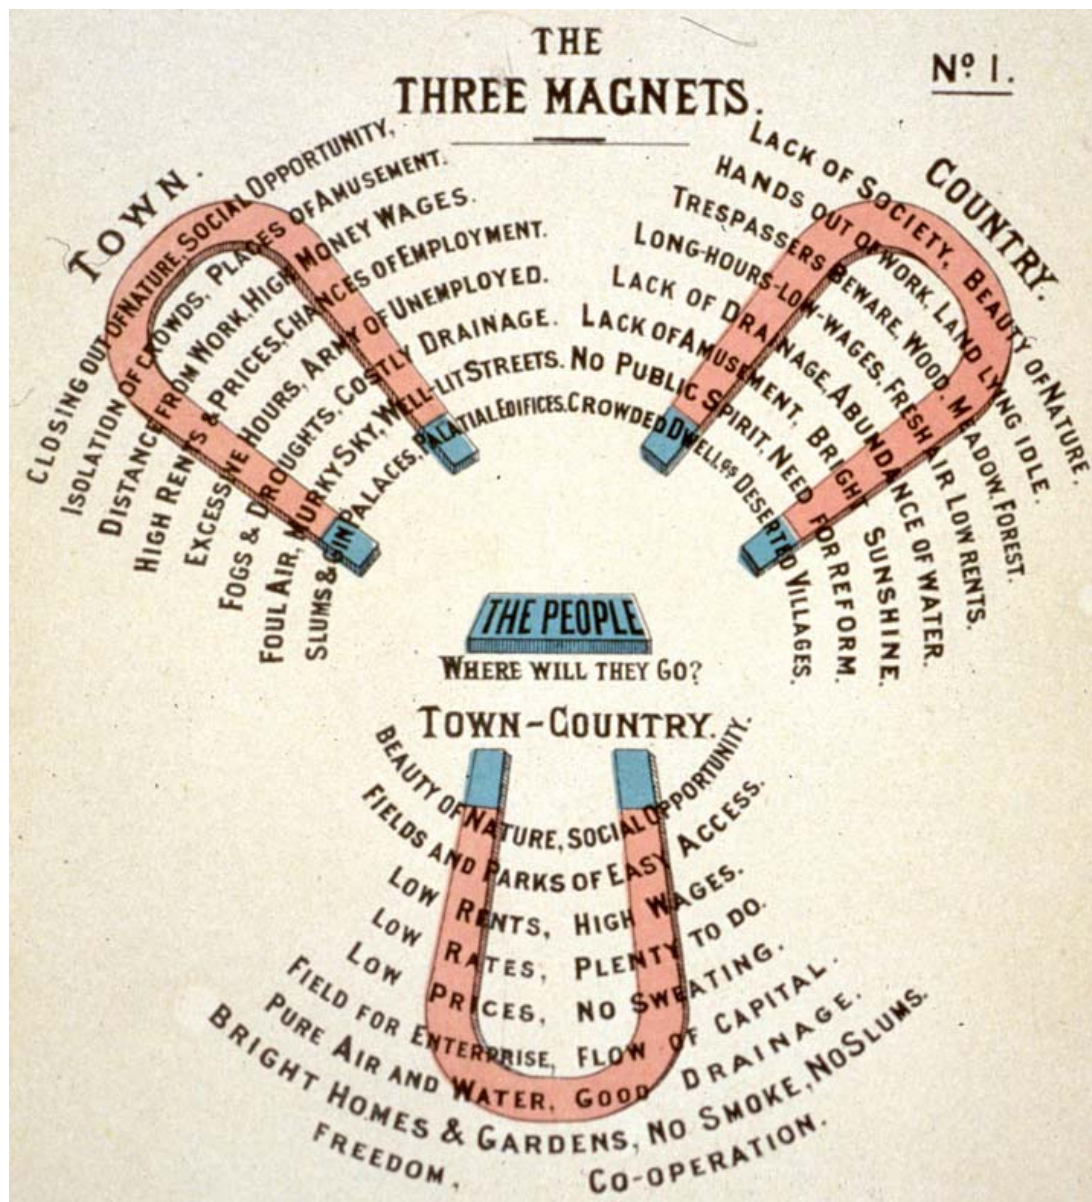 THE
THREE MAGNETS.
Nº 1.
TOWN.
CLOSING OUT OF NATURE. SOCIAL OPPORTUNITY,
ISOLATION OF CROWDS. PLACES OF AMUSEMENT.
DISTANCE FROM WORK. HIGH MONEY WAGES.
HIGH RENTS & PRICES. CHANCES OF EMPLOYMENT.
EXCESSIVE HOURS, ARMY OF UNEMPLOYED.
FOGS & DROUGHTS. COSTLY DRAINAGE.
FOUL AIR, MURKY SKY, WELL-LIT STREETS.
SLUMS & GIN PALACES, PALATIAL EDIFICES.
COUNTRY.
LACK OF SOCIETY, BEAUTY OF NATURE.
HANDS OUT OF WORK. LAND LYING IDLE.
TRESPASSERS BEWARE. WOOD, MEADOW, FOREST.
LONG-HOURS-LOW-WAGES, FRESH AIR LOW RENTS.
LACK OF DRAINAGE, ABUNDANCE OF WATER.
LACK OF AMUSEMENT, BRIGHT SUNSHINE.
NO PUBLIC SPIRIT, NEED FOR REFORM.
CROWDED DWELLGS DESERTED VILLAGES.
THE PEOPLE
WHERE WILL THEY GO?
TOWN-COUNTRY.
BEAUTY OF NATURE, SOCIAL OPPORTUNITY.
FIELDS AND PARKS OF EASY ACCESS.
LOW RENTS, HIGH WAGES.
LOW RATES, PLENTY TO DO.
LOW PRICES, NO SWEATING.
FIELD FOR ENTERPRISE, FLOW OF CAPITAL.
PURE AIR AND WATER, GOOD DRAINAGE.
BRIGHT HOMES & GARDENS, NO SMOKE, NO SLUMS.
FREEDOM. CO-OPERATION.